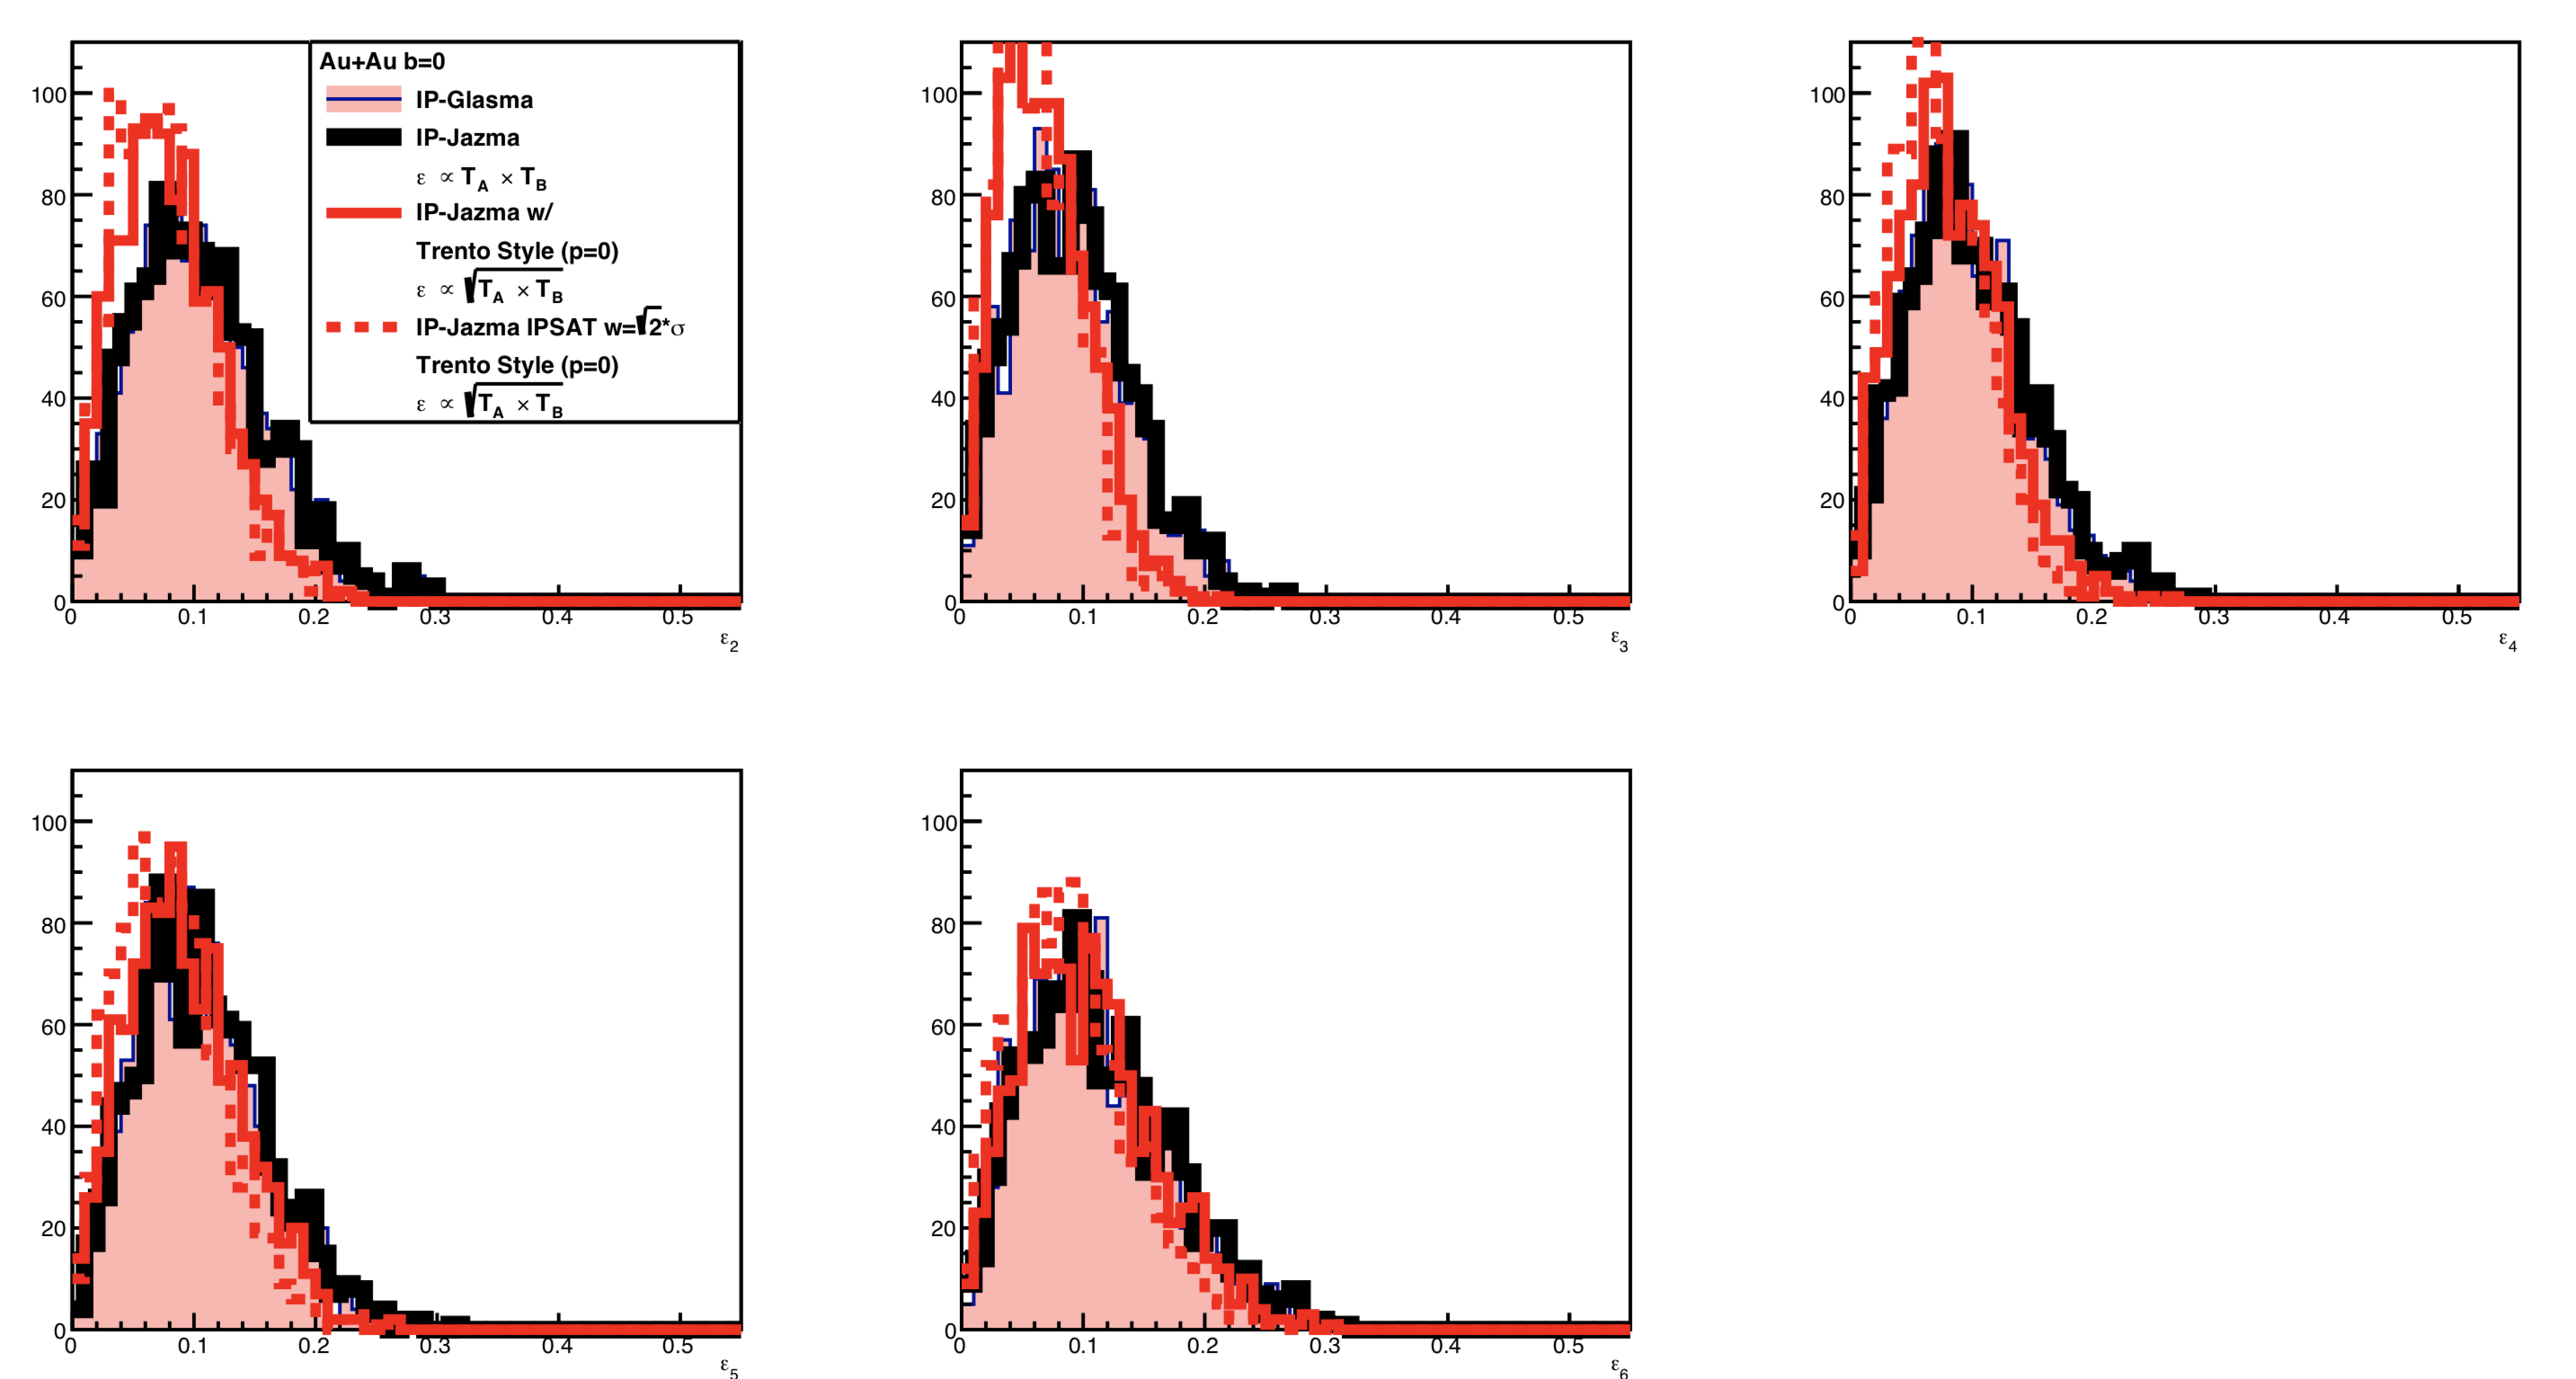 Au+Au b=0
IP-Glasma
IP-Jazma
ε ∝ T_A × T_B
IP-Jazma w/
Trento Style (p=0)
ε ∝ √(T_A × T_B)
IP-Jazma IPSAT w=√2*σ
Trento Style (p=0)
ε ∝ √(T_A × T_B)
100
80
60
40
20
0
0 0.1 0.2 0.3 0.4 0.5
ε_2
100
80
60
40
20
0
0 0.1 0.2 0.3 0.4 0.5
ε_3
100
80
60
40
20
0
0 0.1 0.2 0.3 0.4 0.5
ε_4
100
80
60
40
20
0
0 0.1 0.2 0.3 0.4 0.5
ε_5
100
80
60
40
20
0
0 0.1 0.2 0.3 0.4 0.5
ε_6